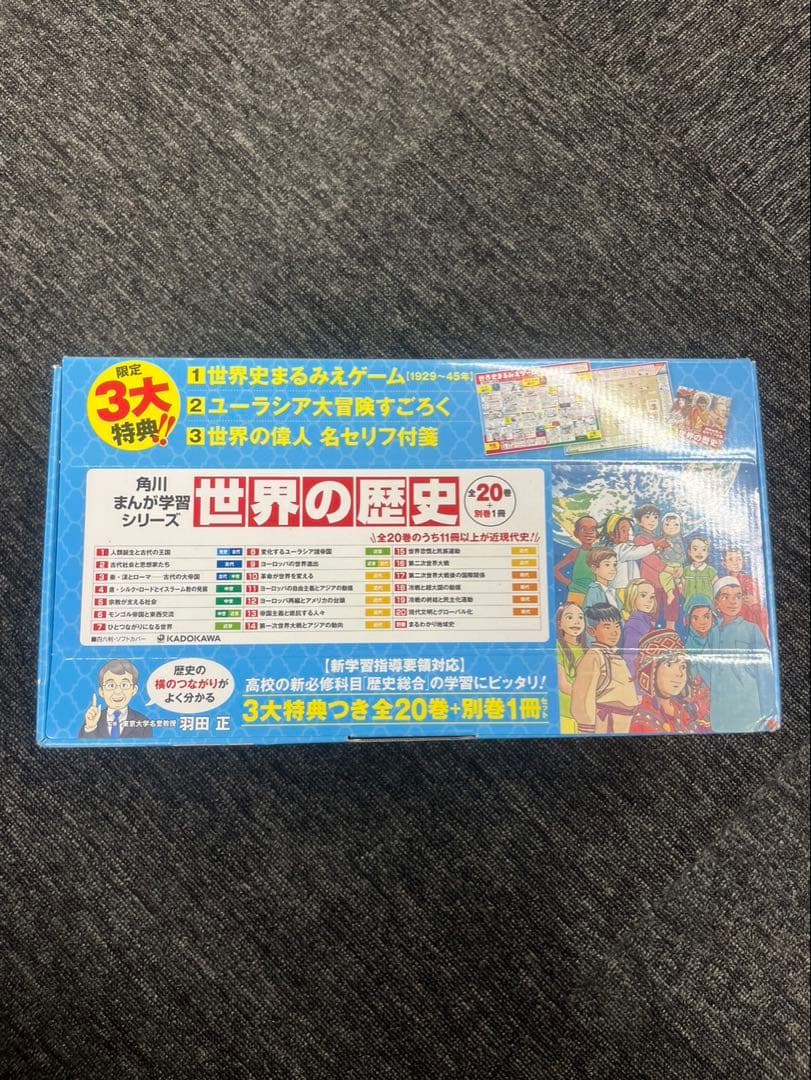 限定
3大
特典!!
1 世界史まるみえゲーム[1929〜45年]
2 ユーラシア大冒険すごろく
3 世界の偉人 名セリフ付箋
角川
まんが学習
シリーズ
世界の歴史
全20巻
+
別巻1冊
\\全20巻のうち11冊以上が近現代史!//
1 人類誕生と古代の王国
2 古代社会と思想家たち
3 秦・漢とローマ――古代の大帝国
4 唐・シルク=ロードとイスラーム教の発展
5 宗教が支える社会
6 モンゴル帝国と東西交流
7 ひとつながりになる世界
8 変化するユーラシア諸帝国
9 ヨーロッパの世界進出
10 革命が世界を変える
11 ヨーロッパの自由主義とアジアの動揺
12 ヨーロッパ再編とアメリカの台頭
13 帝国主義と抵抗する人々
14 第一次世界大戦とアジアの動向
15 世界恐慌と民族運動
16 第二次世界大戦
17 第二次世界大戦後の国際関係
18 冷戦と超大国の動揺
19 冷戦の終結と民主化運動
20 現代文明とグローバル化
別巻 まるわかり地域史
■四六判・ソフトカバー
KADOKAWA
歴史の
横のつながりが
よく分かる
監修 東京大学名誉教授 羽田 正
【新学習指導要領対応】
高校の新必修科目「歴史総合」の学習にピッタリ!
3大特典つき全20巻+別巻1冊セット